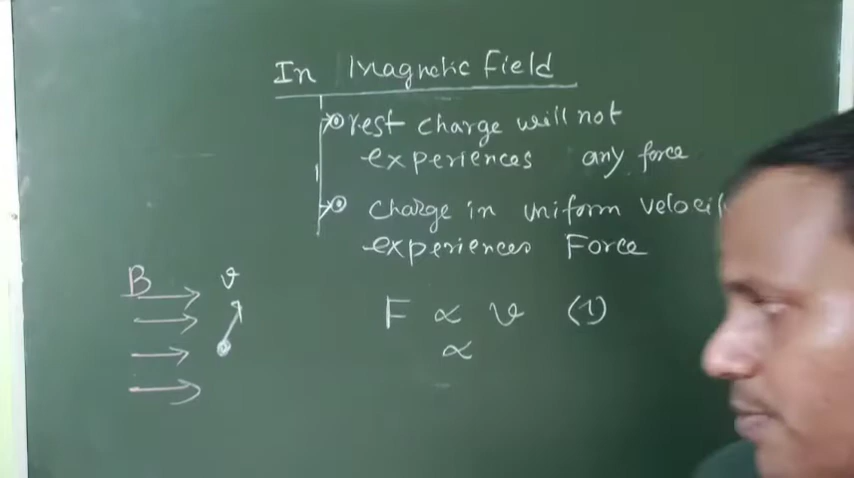 In Magnetic Field
rest charge will not
experiences any force
charge in uniform
experiences Force
B
v
F ∝ v (1)
∝